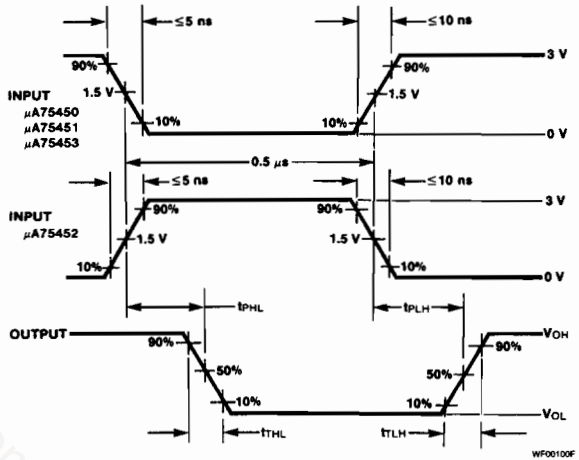 ≤5 ns ≤10 ns
90% 90% 3 V
INPUT 1.5 V 1.5 V
μA75450
μA75451 10% 10%
μA75453 0 V
0.5 μs
≤5 ns ≤10 ns
90% 90% 3 V
INPUT
μA75452 1.5 V 1.5 V
10% 10% 0 V
tPHL tPLH
OUTPUT VOH
90% 90%
50% 50%
10% 10%
VOL
tTHL tTLH
WF00100F